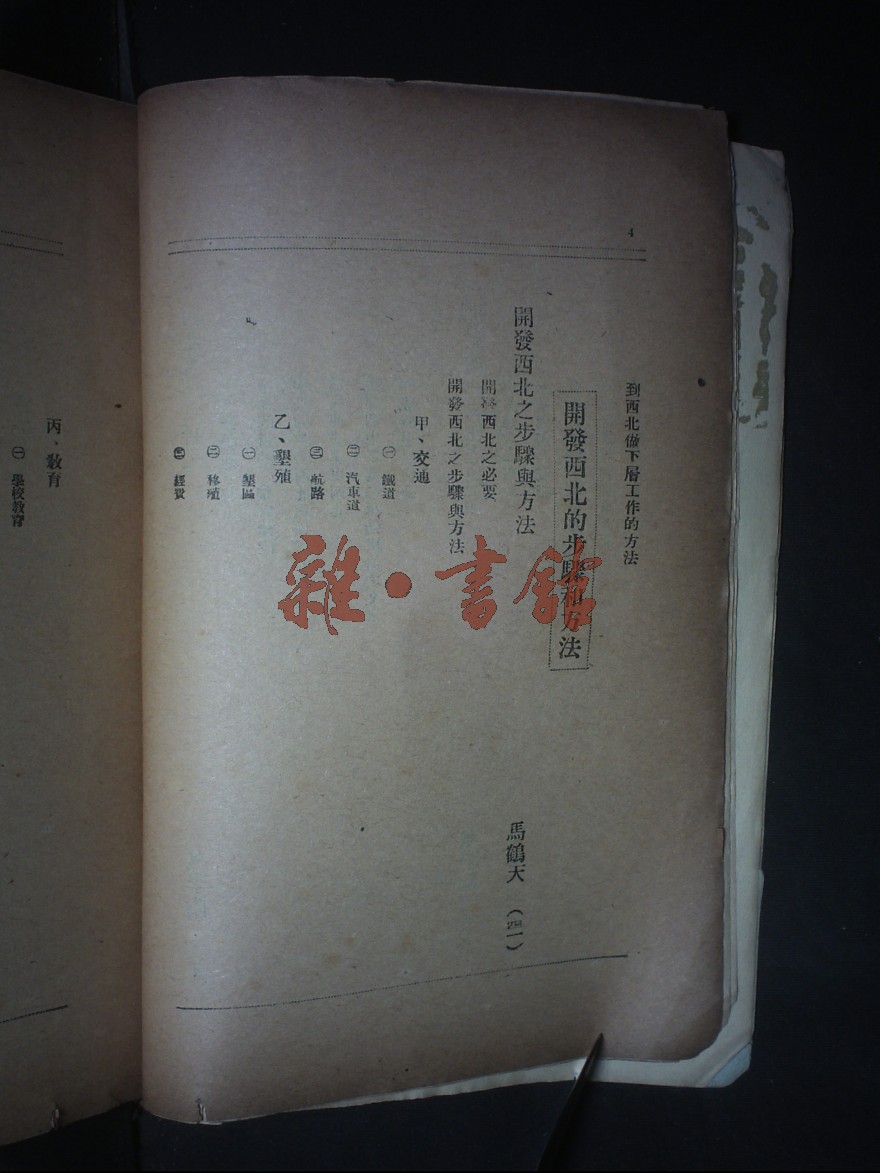 4
到西北做下層工作的方法
開發西北的步驟和方法
開發西北之步驟與方法 馬鶴天 (四一)
開發西北之必要
開發西北之步驟與方法
甲、交通
㊀ 鐵道
㊁ 汽車道
㊂ 航路
乙、墾殖
㊀ 墾區
㊁ 移殖
㊂ 經費
丙、教育
㊀ 學校教育
雜·書館